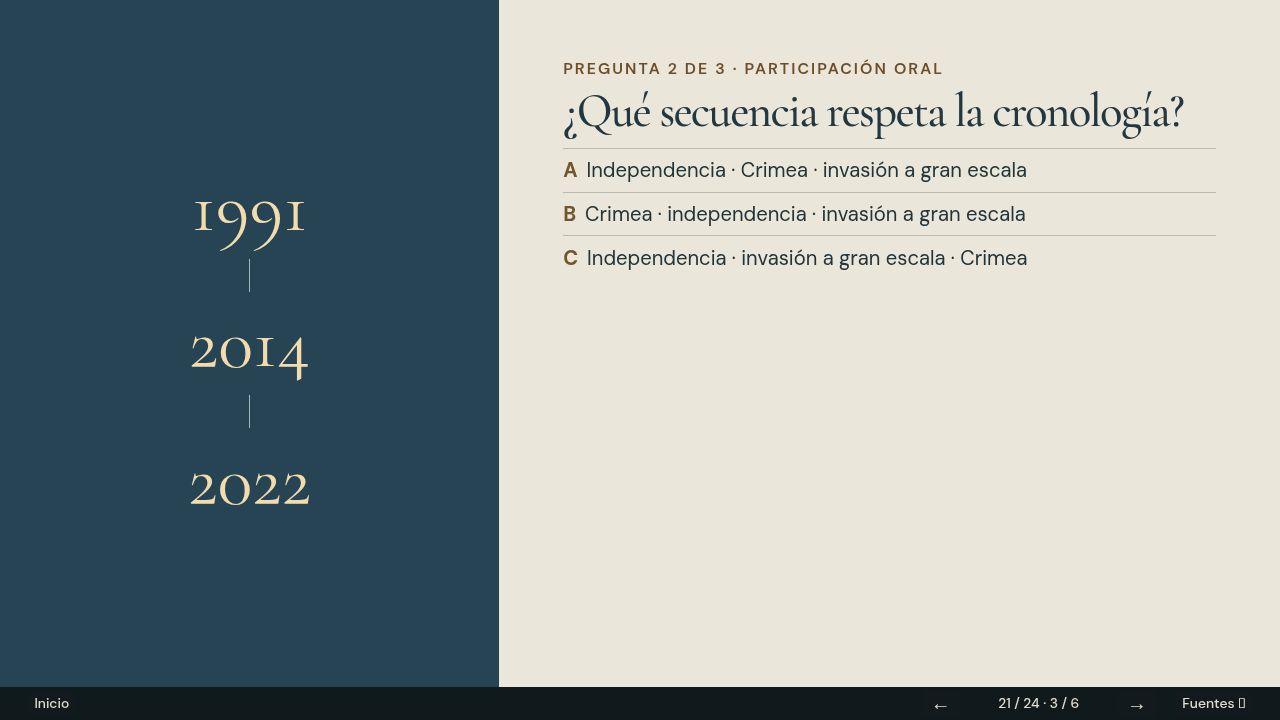 1991
2014
2022
PREGUNTA 2 DE 3 · PARTICIPACIÓN ORAL
¿Qué secuencia respeta la cronología?
A Independencia · Crimea · invasión a gran escala
B Crimea · independencia · invasión a gran escala
C Independencia · invasión a gran escala · Crimea
Inicio
← 21 / 24 · 3 / 6 → Fuentes